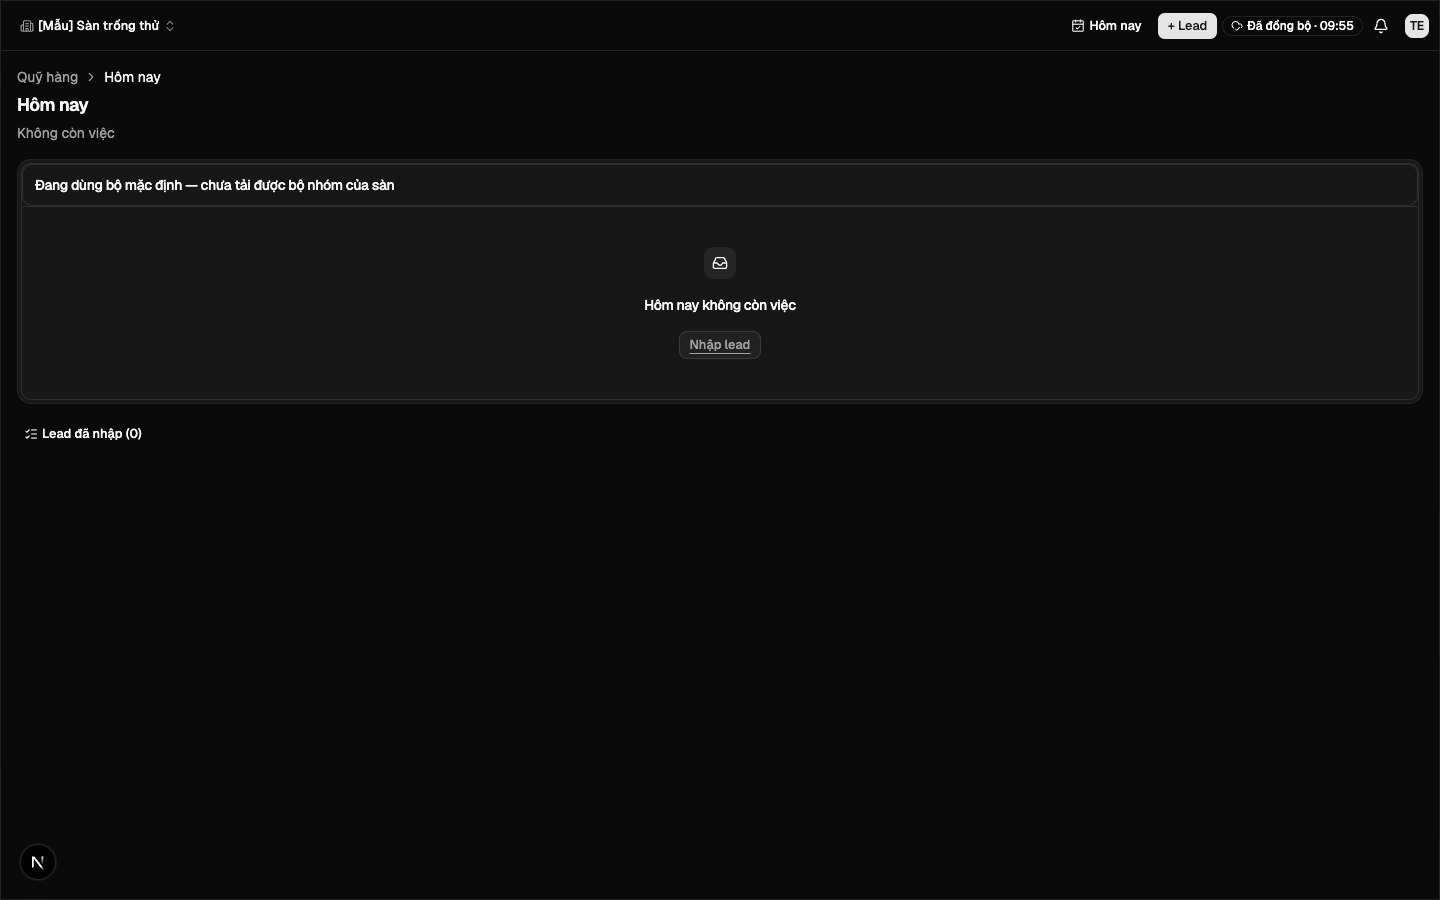 [Mẫu] Sàn trống thử
Hôm nay
+ Lead
Đã đồng bộ · 09:55
TE
Quỹ hàng > Hôm nay
Hôm nay
Không còn việc
Đang dùng bộ mặc định — chưa tải được bộ nhóm của sàn
Hôm nay không còn việc
Nhập lead
Lead đã nhập (0)
N